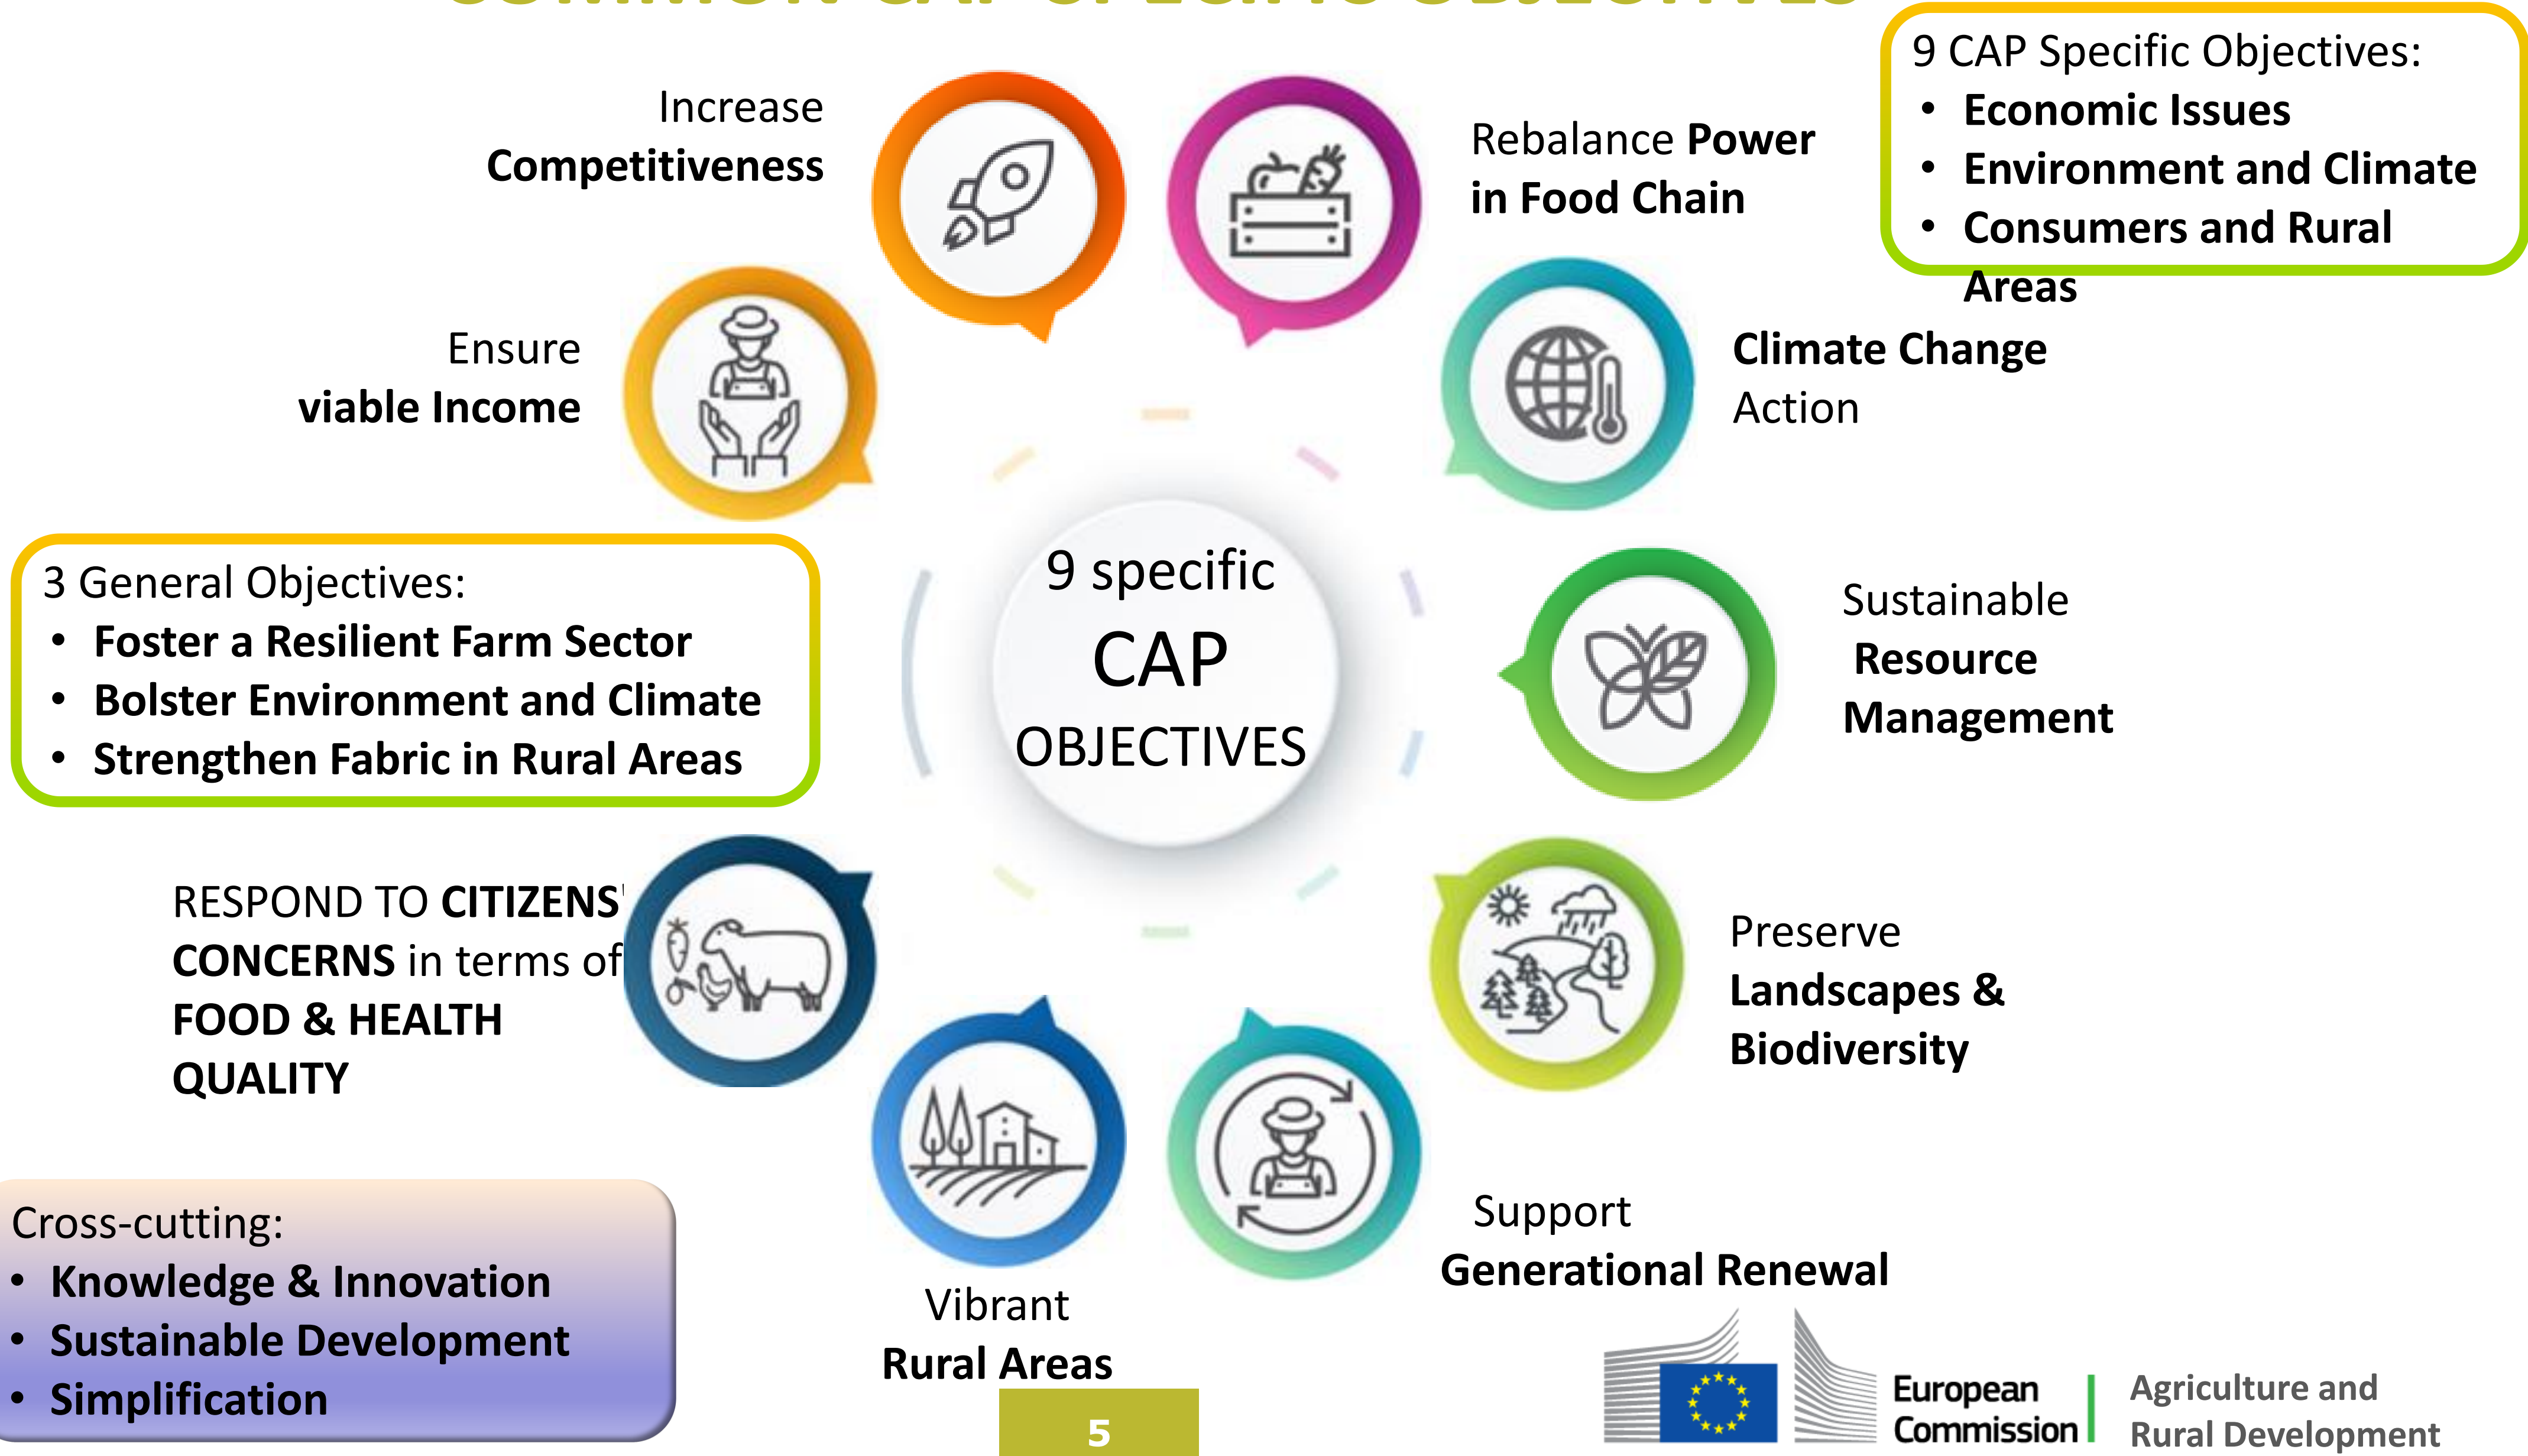 COMMON CAP SPECIFIC OBJECTIVES
9 CAP Specific Objectives:
• Economic Issues
• Environment and Climate
• Consumers and Rural
Areas
Increase
Competitiveness
Rebalance Power
in Food Chain
Ensure
viable Income
Climate Change
Action
3 General Objectives:
• Foster a Resilient Farm Sector
• Bolster Environment and Climate
• Strengthen Fabric in Rural Areas
9 specific
CAP
OBJECTIVES
Sustainable
Resource
Management
RESPOND TO CITIZENS'
CONCERNS in terms of
FOOD & HEALTH
QUALITY
Preserve
Landscapes &
Biodiversity
Cross-cutting:
• Knowledge & Innovation
• Sustainable Development
• Simplification
Vibrant
Rural Areas
Support
Generational Renewal
5
European
Commission
Agriculture and
Rural Development